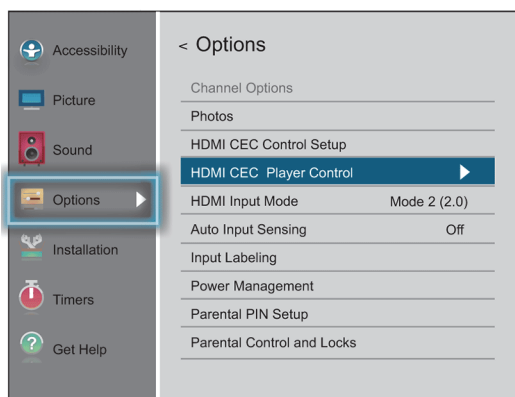 Accessibility
Picture
Sound
Options
Installation
Timers
Get Help
< Options
Channel Options
Photos
HDMI CEC Control Setup
HDMI CEC Player Control
HDMI Input Mode Mode 2 (2.0)
Auto Input Sensing Off
Input Labeling
Power Management
Parental PIN Setup
Parental Control and Locks